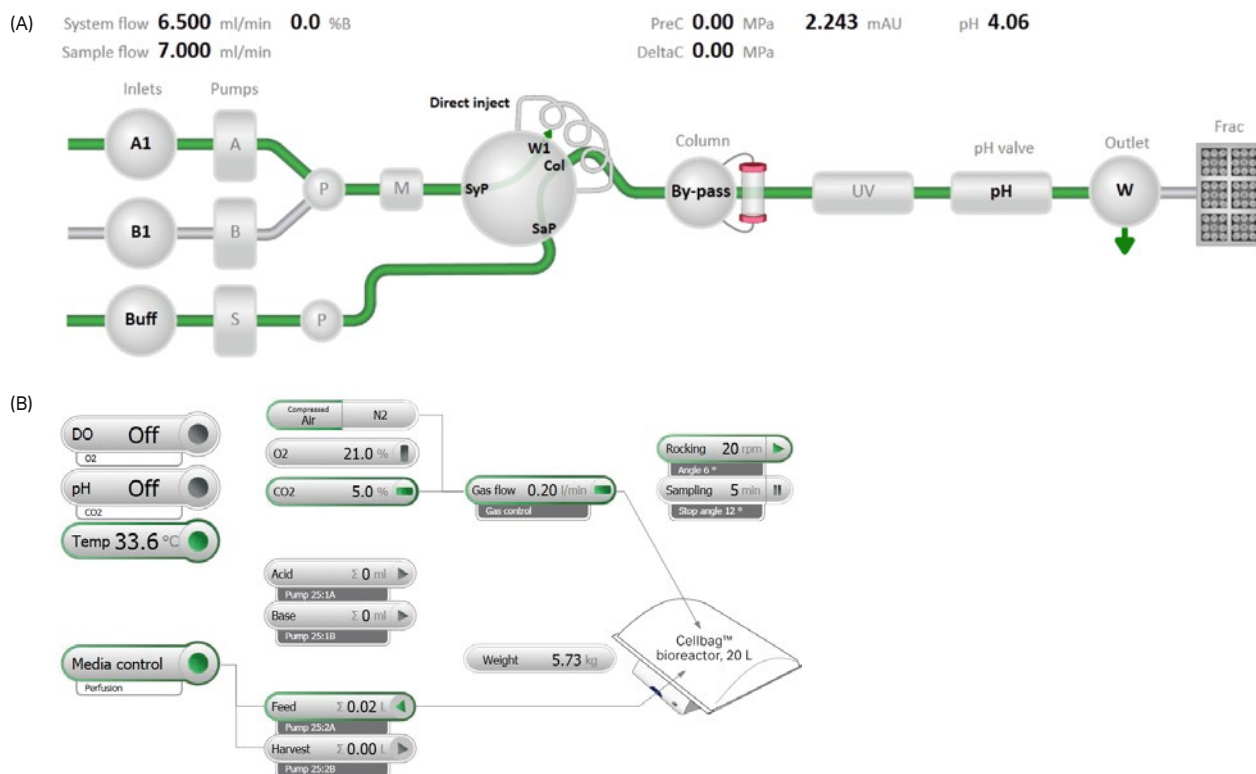 (A)
System flow 6.500 ml/min 0.0 %B
PreC 0.00 MPa 2.243 mAU pH 4.06
Sample flow 7.000 ml/min
DeltaC 0.00 MPa
Inlets Pumps
Direct inject
Frac
Column
pH valve
Outlet
A1 A
W1
Col
P M SyP
By-pass UV pH W
B1 B
SaP
Buff S P
(B)
DO Off
O2
pH Off
CO2
Temp 33.6 °C
Compressed
Air N2
O2 21.0 %
CO2 5.0 %
Gas flow 0.20 l/min
Gas control
Rocking 20 rpm
Angle 6 °
Sampling 5 min
Stop angle 12 °
Acid Σ 0 ml
Pump 25:1A
Base Σ 0 ml
Pump 25:1B
Media control
Perfusion
Weight 5.73 kg
Cellbag™
bioreactor, 20 L
Feed Σ 0.02 L
Pump 25:2A
Harvest Σ 0.00 L
Pump 25:2B